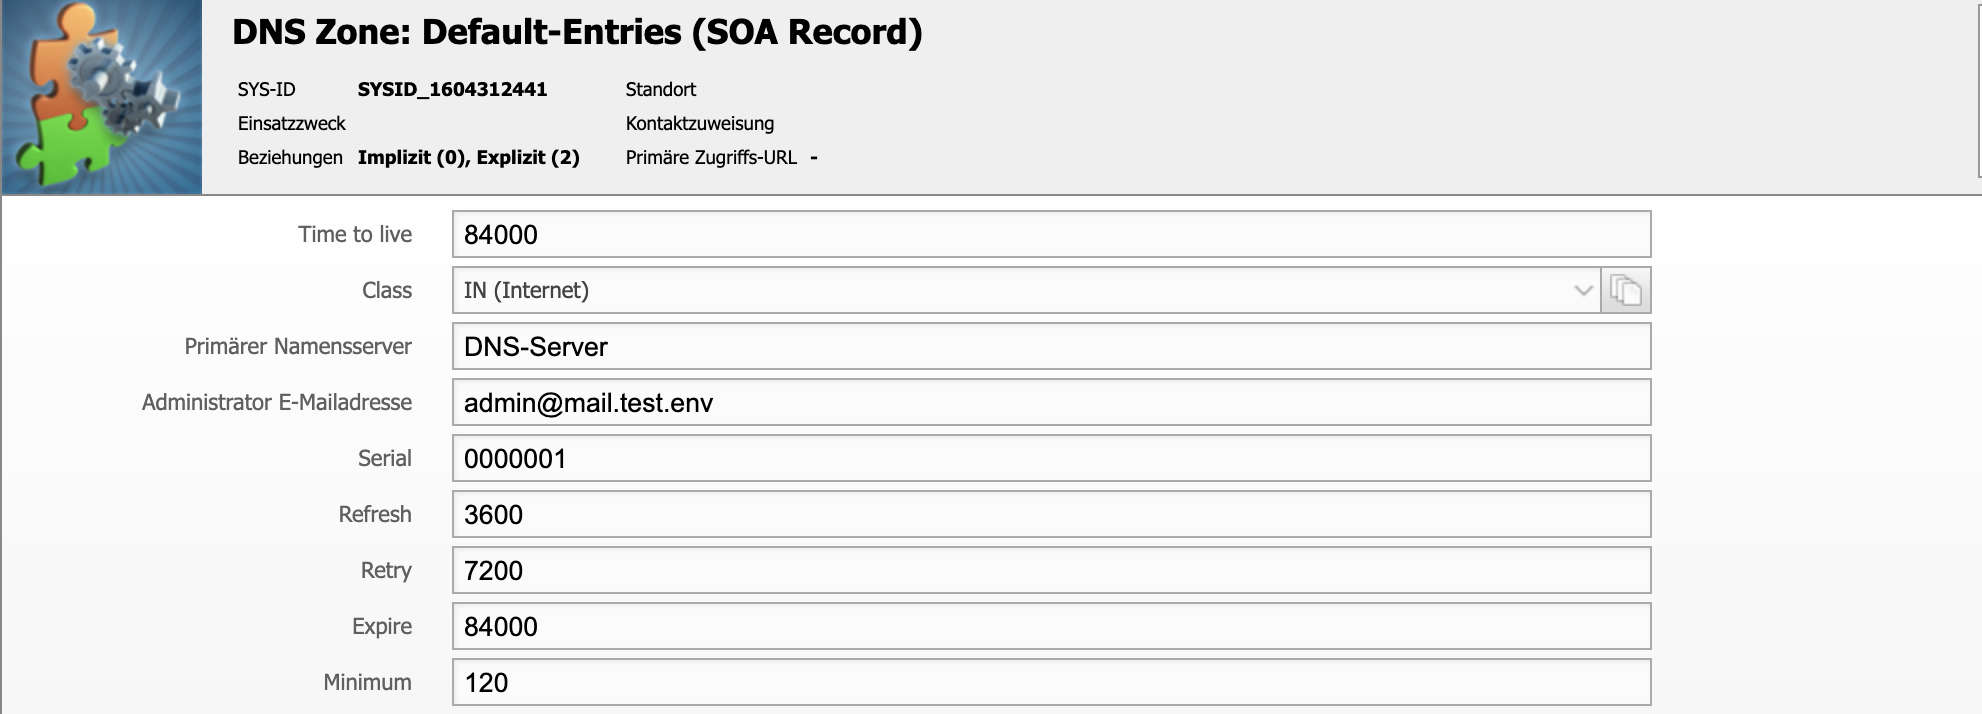 DNS Zone: Default-Entries (SOA Record)
SYS-ID SYSID_1604312441 Standort
Einsatzzweck Kontaktzuweisung
Beziehungen Implizit (0), Explizit (2) Primäre Zugriffs-URL -
Time to live 84000
Class IN (Internet)
Primärer Namensserver DNS-Server
Administrator E-Mailadresse admin@mail.test.env
Serial 0000001
Refresh 3600
Retry 7200
Expire 84000
Minimum 120